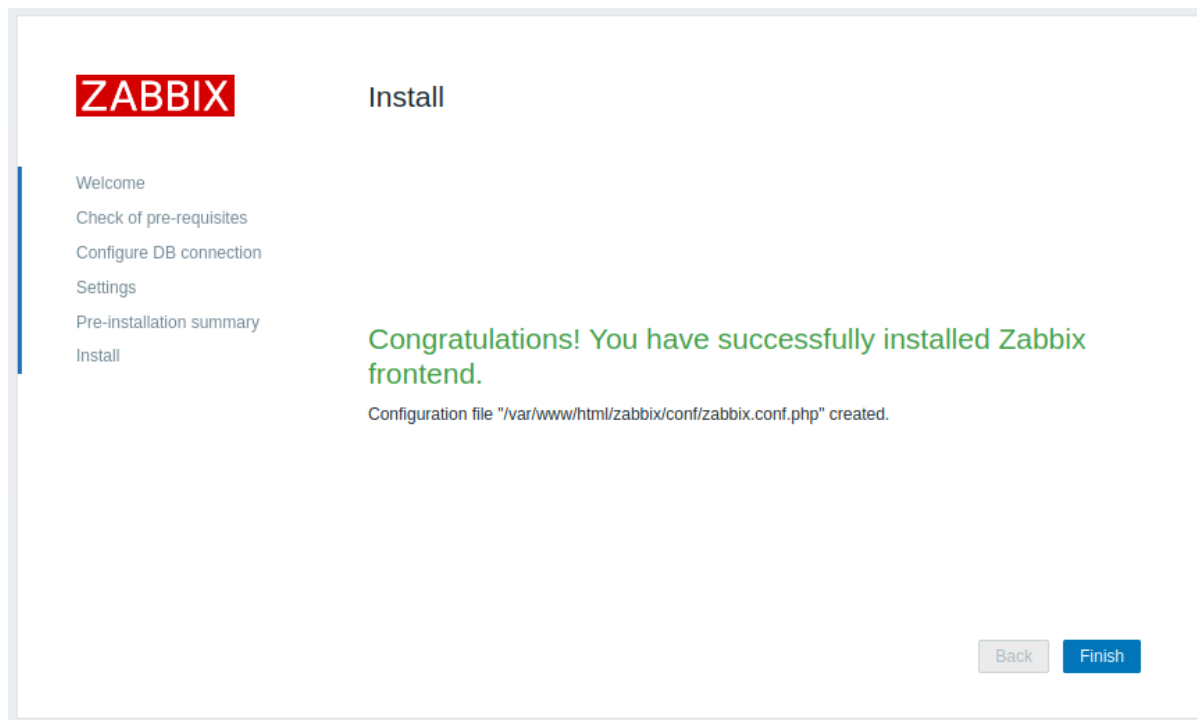 ZABBIX
Install
Welcome
Check of pre-requisites
Configure DB connection
Settings
Pre-installation summary
Install
Congratulations! You have successfully installed Zabbix
frontend.
Configuration file "/var/www/html/zabbix/conf/zabbix.conf.php" created.
Back
Finish